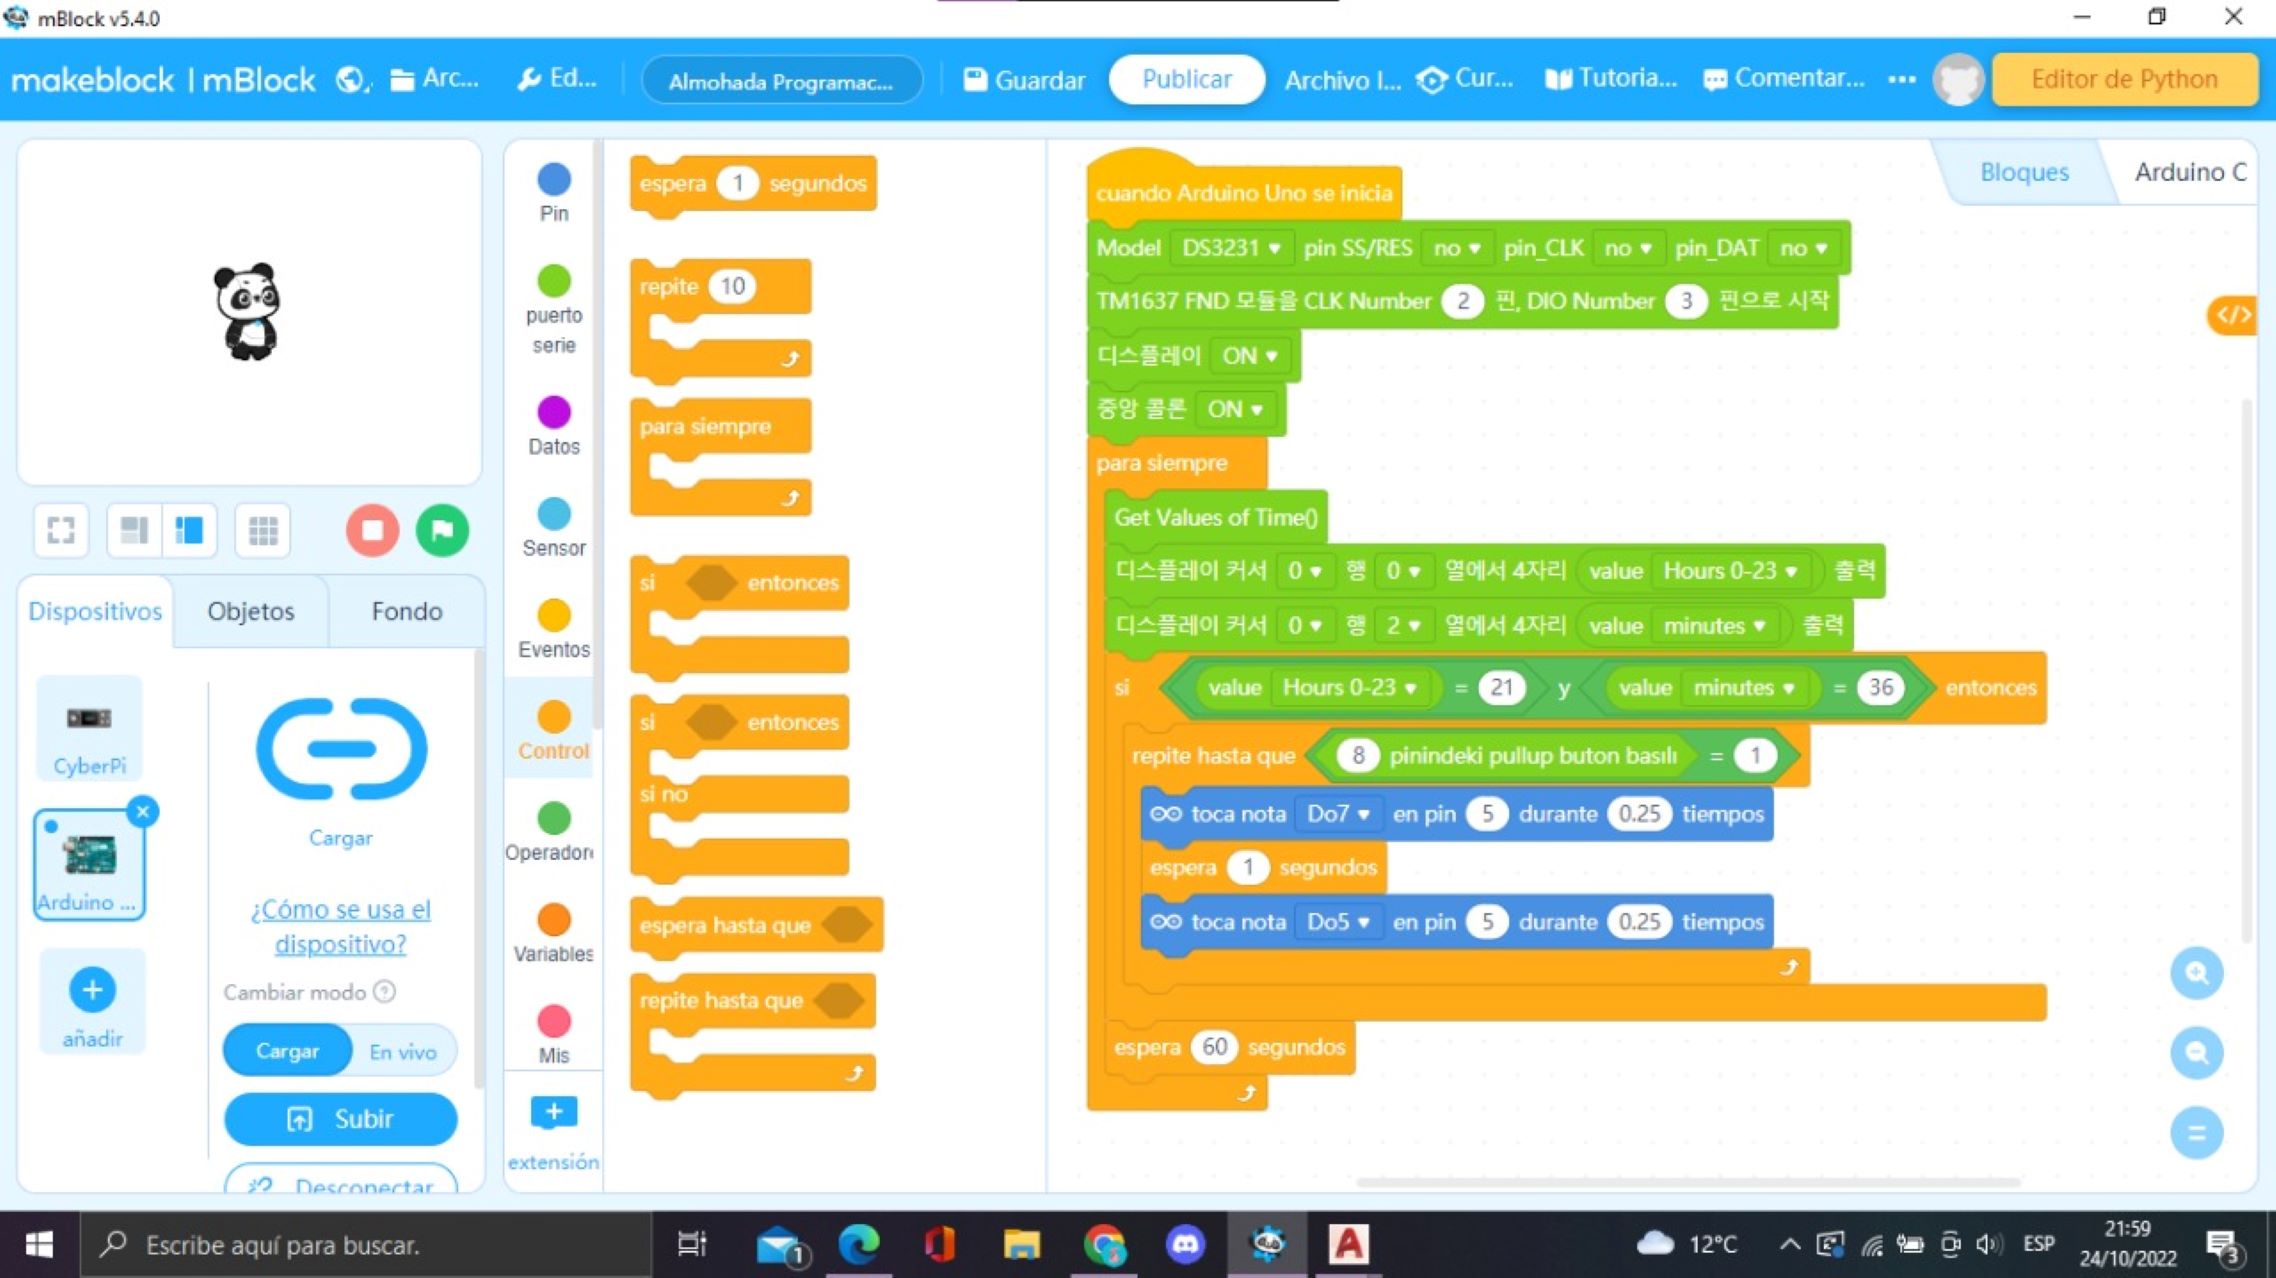 mBlock v5.4.0
makeblock | mBlock
Arc...
Ed...
Almohada Programac...
Guardar
Publicar
Archivo I...
Cur...
Tutoria...
Comentar...
Editor de Python
Dispositivos
Objetos
Fondo
CyberPi
Arduino ...
añadir
Cargar
¿Cómo se usa el
dispositivo?
Cambiar modo ?
Cargar
En vivo
Subir
Desconectar
Pin
puerto
serie
Datos
Sensor
Eventos
Control
Operadore
Variables
Mis
extensión
espera 1 segundos
repite 10
para siempre
si entonces
si entonces
si no
espera hasta que
repite hasta que
Bloques
Arduino C
</>
cuando Arduino Uno se inicia
Model DS3231 pin SS/RES no pin_CLK no pin_DAT no
TM1637 FND 모듈을 CLK Number 2 핀, DIO Number 3 핀으로 시작
디스플레이 ON
중앙 콜론 ON
para siempre
Get Values of Time()
디스플레이 커서 0 행 0 열에서 4자리 value Hours 0-23 출력
디스플레이 커서 0 행 2 열에서 4자리 value minutes 출력
si value Hours 0-23 = 21 y value minutes = 36 entonces
repite hasta que 8 pinindeki pullup buton basılı = 1
toca nota Do7 en pin 5 durante 0.25 tiempos
espera 1 segundos
toca nota Do5 en pin 5 durante 0.25 tiempos
espera 60 segundos
Escribe aquí para buscar.
1
12°C
ESP
21:59
24/10/2022
3